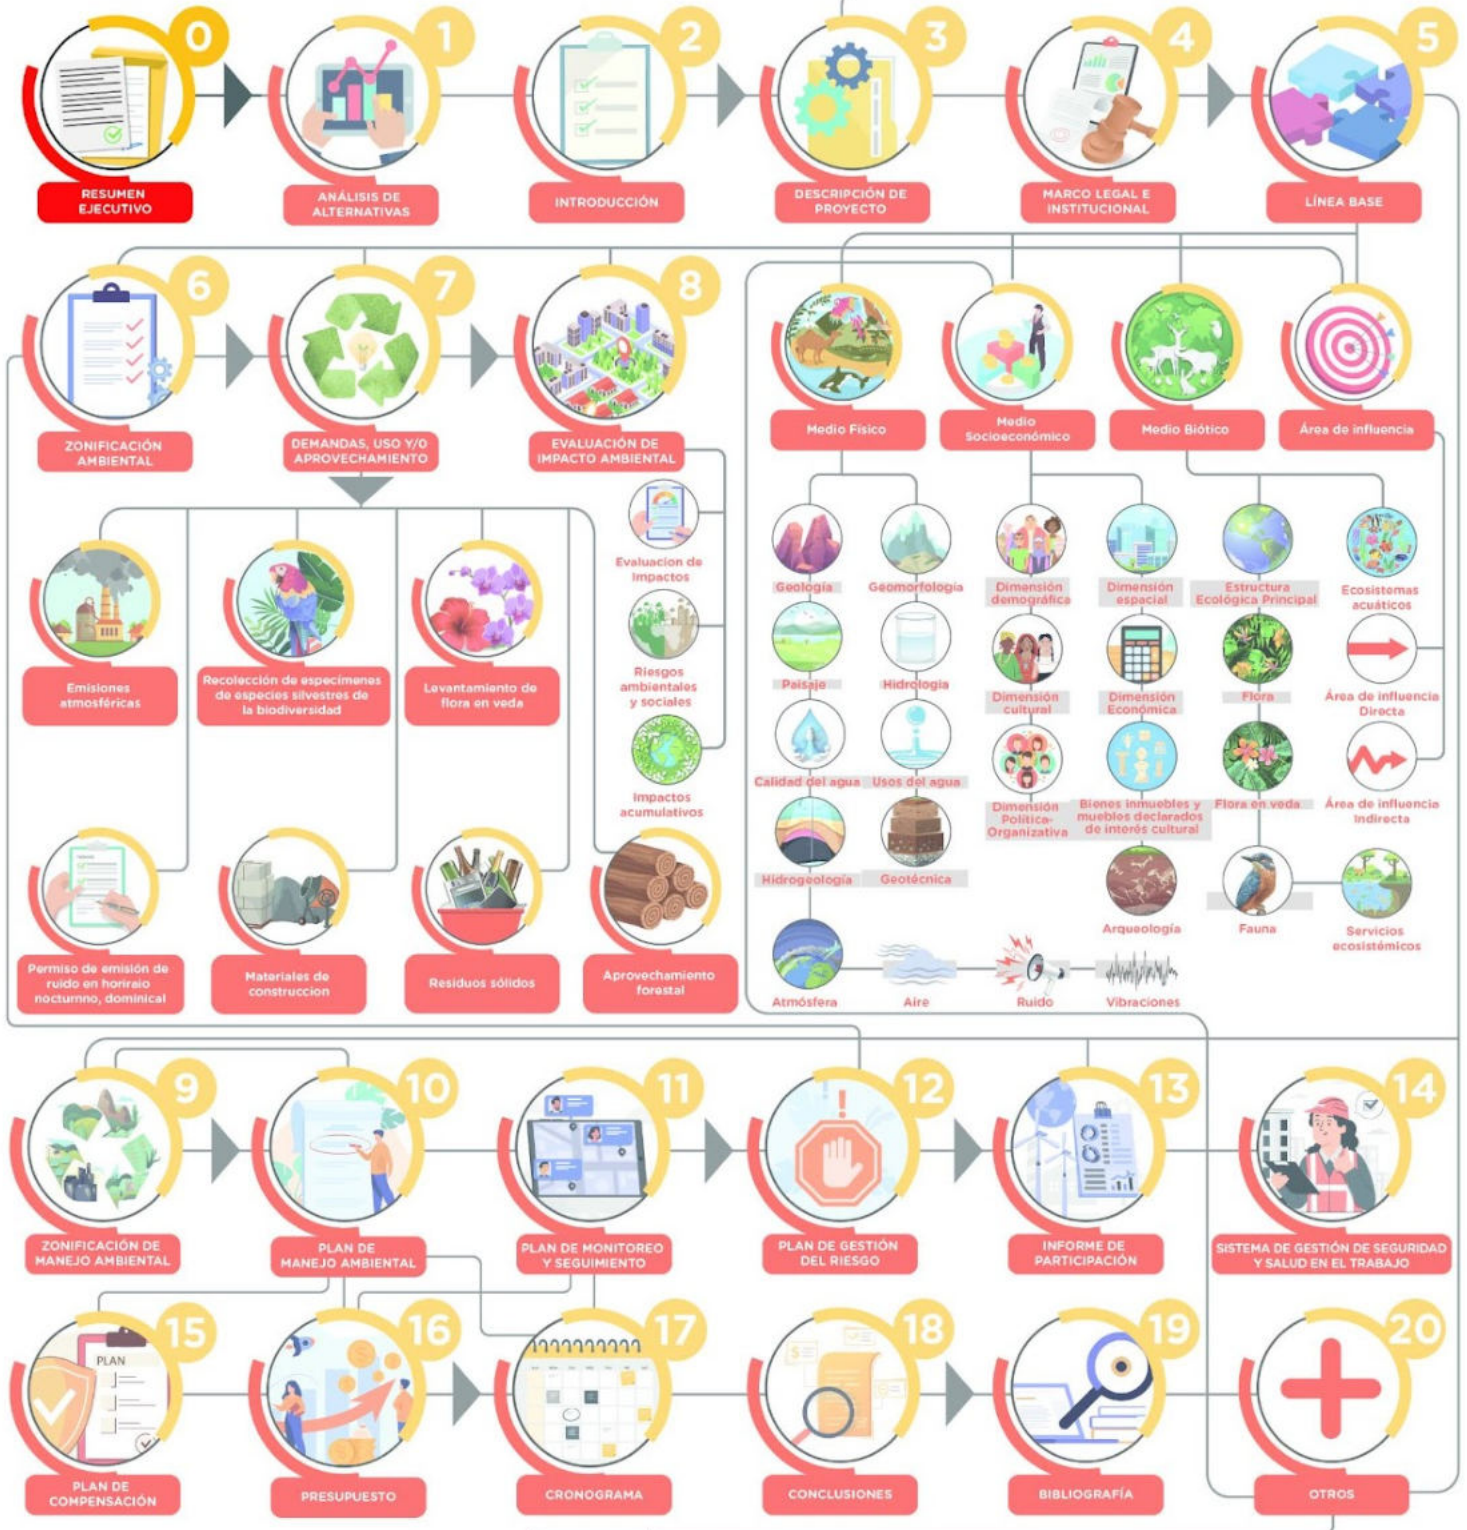 0
1
2
3
4
5
RESUMEN
EJECUTIVO
ANÁLISIS DE
ALTERNATIVAS
INTRODUCCIÓN
DESCRIPCIÓN DE
PROYECTO
MARCO LEGAL E
INSTITUCIONAL
LÍNEA BASE
6
7
8
ZONIFICACIÓN
AMBIENTAL
DEMANDAS, USO Y/O
APROVECHAMIENTO
EVALUACIÓN DE
IMPACTO AMBIENTAL
Medio Físico
Medio
Socioeconómico
Medio Biótico
Área de influencia
Evaluacion de
Impactos
Riesgos
ambientales
y sociales
Impactos
acumulativos
Emisiones
atmosféricas
Recolección de especímenes
de especies silvestres de
la biodiversidad
Levantamiento de
flora en veda
Permiso de emisión de
ruido en horiraio
nocturnno, dominical
Materiales de
construccion
Residuos sólidos
Aprovechamiento
forestal
Geología
Geomorfología
Dimensión
demográfica
Dimensión
espacial
Estructura
Ecológica Principal
Ecosistemas
acuáticos
Paisaje
Hidrología
Dimensión
cultural
Dimensión
Económica
Flora
Área de influencia
Directa
Calidad del agua
Usos del agua
Dimensión
Política-
Organizativa
Bienes inmuebles y
muebles declarados
de interés cultural
Flora en veda
Área de influencia
Indirecta
Hidrogeología
Geotécnica
Arqueología
Fauna
Servicios
ecosistémicos
Atmósfera
Aire
Ruido
Vibraciones
9
10
11
12
13
14
ZONIFICACIÓN DE
MANEJO AMBIENTAL
PLAN DE
MANEJO AMBIENTAL
PLAN DE MONITOREO
Y SEGUIMIENTO
PLAN DE GESTIÓN
DEL RIESGO
INFORME DE
PARTICIPACIÓN
SISTEMA DE GESTIÓN DE SEGURIDAD
Y SALUD EN EL TRABAJO
15
16
17
18
19
20
PLAN
PLAN DE
COMPENSACIÓN
PRESUPUESTO
CRONOGRAMA
CONCLUSIONES
BIBLIOGRAFÍA
OTROS